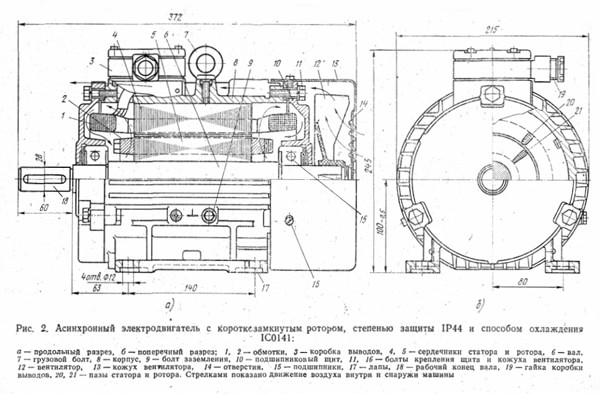 372
215
4 5 6 7 8 9 10 11 12 13
3
2
1
14
19
20
21
28
245
60
18
15
16
100-0,5
4 отв. Ф12
63
140
17
15
80
а)
б)
Рис. 2. Асинхронный электродвигатель с короткозамкнутым ротором, степенью защиты IP44 и способом охлаждения
IC0141:
а — продольный разрез, б — поперечный разрез; 1, 2 — обмотки, 3 — коробка выводов, 4, 5 — сердечники статора и ротора, 6 — вал,
7 — грузовой болт, 8 — корпус, 9 — болт заземления, 10 — подшипниковый щит, 11, 16 — болты крепления щита и кожуха вентилятора,
12 — вентилятор, 13 — кожух вентилятора, 14 — отверстия, 15 — подшипники, 17 — лапы, 18 — рабочий конец вала, 19 — гайка коробки
выводов, 20, 21 — пазы статора и ротора. Стрелками показано движение воздуха внутри и снаружи машины